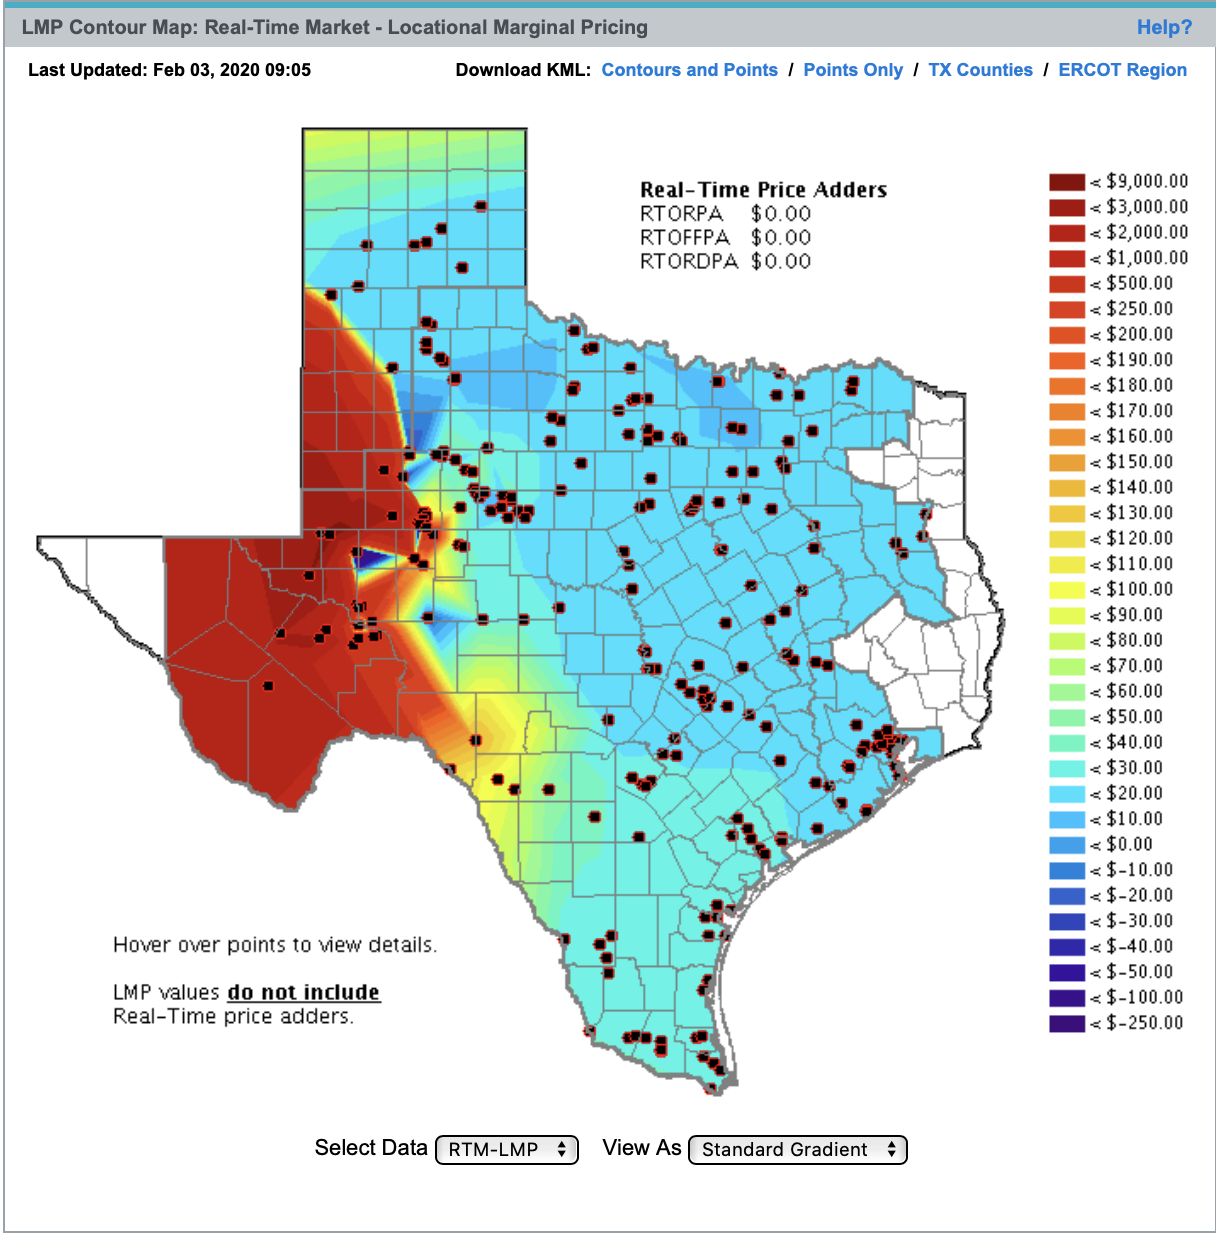 LMP Contour Map: Real-Time Market - Locational Marginal Pricing
Help?
Last Updated: Feb 03, 2020 09:05
Download KML: Contours and Points / Points Only / TX Counties / ERCOT Region
Real-Time Price Adders
RTORPA $0.00
RTOFFPA $0.00
RTORDPA $0.00
< $9,000.00
< $3,000.00
< $2,000.00
< $1,000.00
< $500.00
< $250.00
< $200.00
< $190.00
< $180.00
< $170.00
< $160.00
< $150.00
< $140.00
< $130.00
< $120.00
< $110.00
< $100.00
< $90.00
< $80.00
< $70.00
< $60.00
< $50.00
< $40.00
< $30.00
< $20.00
< $10.00
< $0.00
< $-10.00
< $-20.00
< $-30.00
< $-40.00
< $-50.00
< $-100.00
< $-250.00
Hover over points to view details.
LMP values do not include
Real-Time price adders.
Select Data RTM-LMP View As Standard Gradient